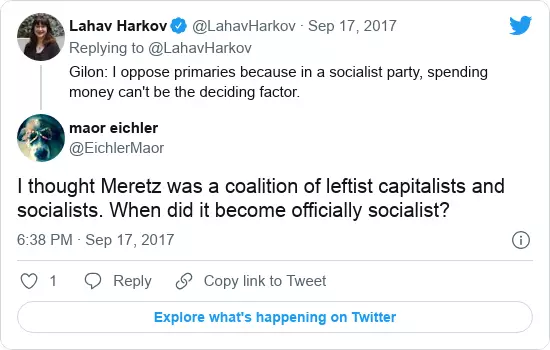 Lahav Harkov @LahavHarkov · Sep 17, 2017
Replying to @LahavHarkov
Gilon: I oppose primaries because in a socialist party, spending
money can't be the deciding factor.
maor eichler
@EichlerMaor
I thought Meretz was a coalition of leftist capitalists and
socialists. When did it become officially socialist?
6:38 PM · Sep 17, 2017
1 Reply Copy link to Tweet
Explore what's happening on Twitter